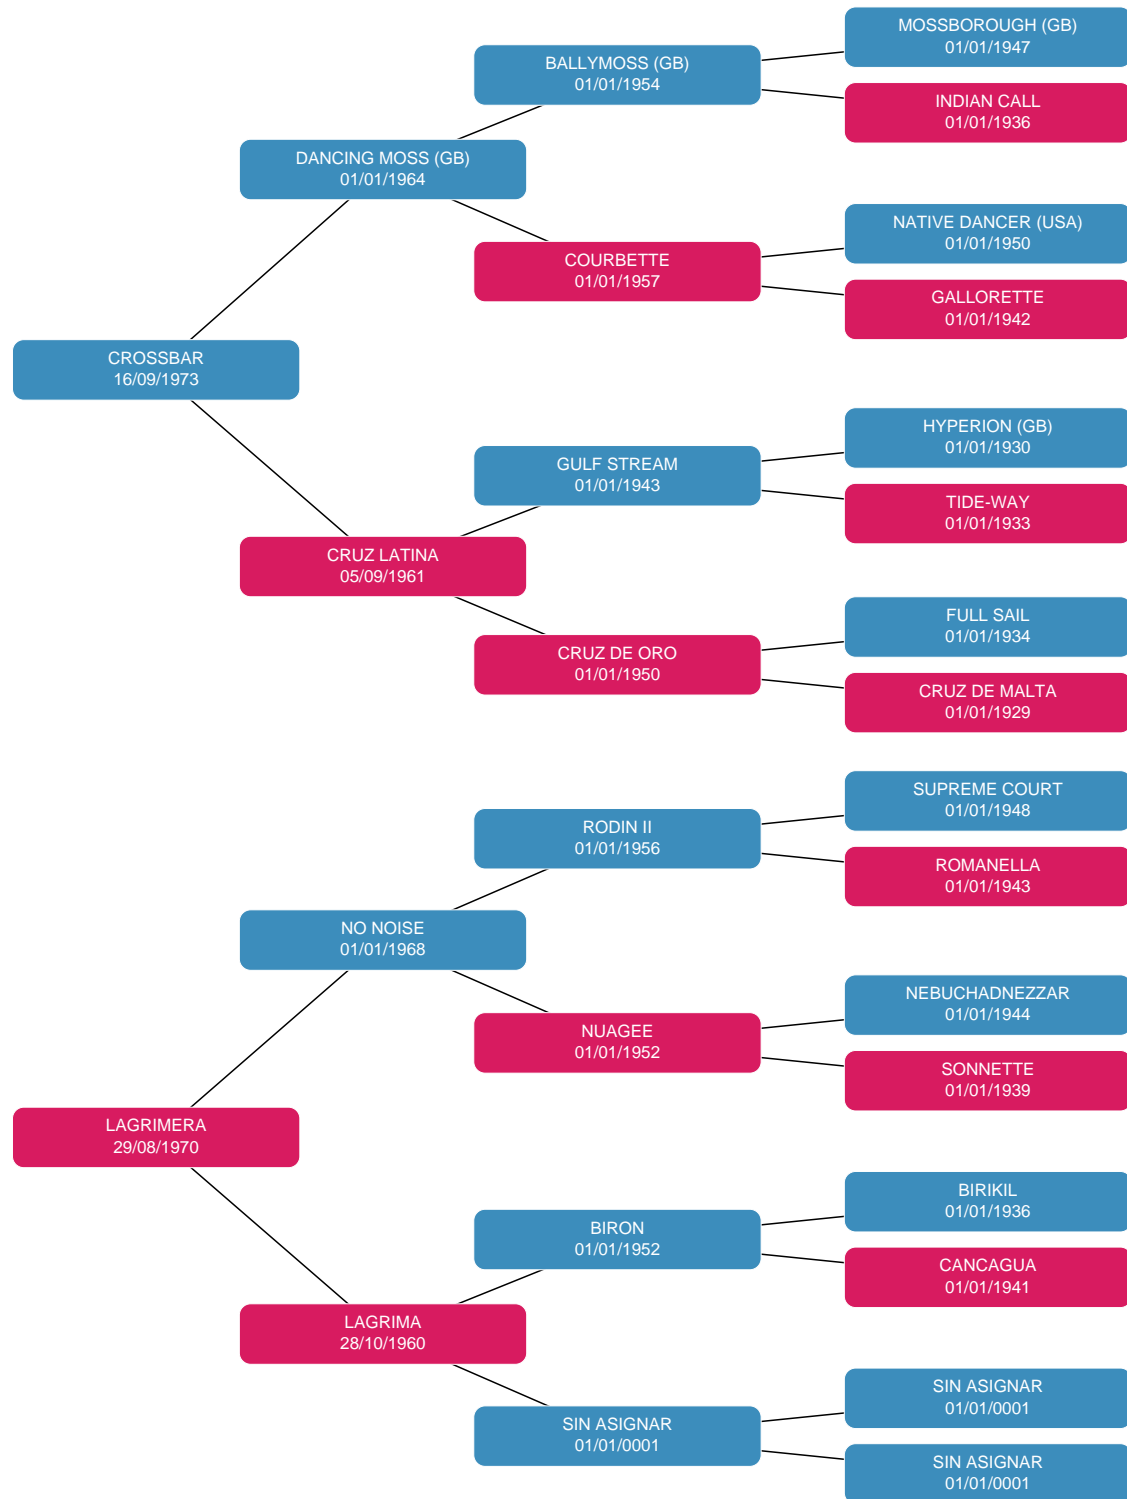 MOSSBOROUGH (GB)
01/01/1947
BALLYMOSS (GB)
01/01/1954
INDIAN CALL
01/01/1936
DANCING MOSS (GB)
01/01/1964
NATIVE DANCER (USA)
01/01/1950
COURBETTE
01/01/1957
GALLORETTE
01/01/1942
CROSSBAR
16/09/1973
HYPERION (GB)
01/01/1930
GULF STREAM
01/01/1943
TIDE-WAY
01/01/1933
CRUZ LATINA
05/09/1961
FULL SAIL
01/01/1934
CRUZ DE ORO
01/01/1950
CRUZ DE MALTA
01/01/1929
SUPREME COURT
01/01/1948
RODIN II
01/01/1956
ROMANELLA
01/01/1943
NO NOISE
01/01/1968
NEBUCHADNEZZAR
01/01/1944
NUAGEE
01/01/1952
SONNETTE
01/01/1939
LAGRIMERA
29/08/1970
BIRIKIL
01/01/1936
BIRON
01/01/1952
CANCAGUA
01/01/1941
LAGRIMA
28/10/1960
SIN ASIGNAR
01/01/0001
SIN ASIGNAR
01/01/0001
SIN ASIGNAR
01/01/0001